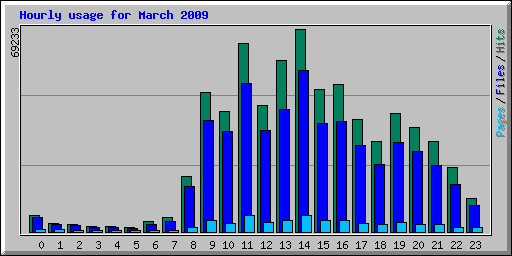 Hourly usage for March 2009
69233
Pages/Files/Hits
0 1 2 3 4 5 6 7 8 9 10 11 12 13 14 15 16 17 18 19 20 21 22 23